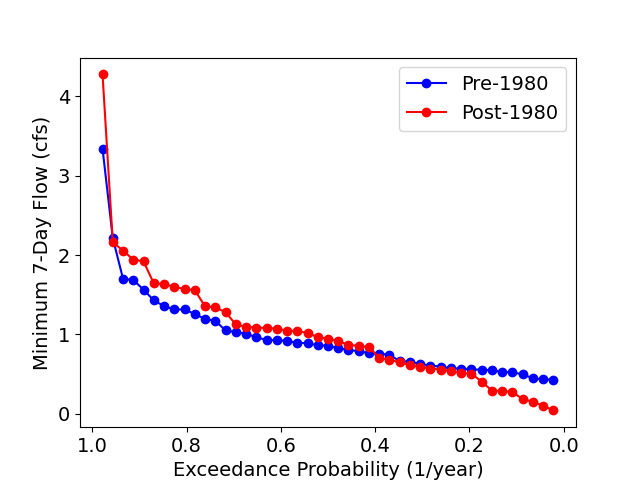 Pre-1980
Post-1980
Minimum 7-Day Flow (cfs)
4
3
2
1
0
1.0 0.8 0.6 0.4 0.2 0.0
Exceedance Probability (1/year)